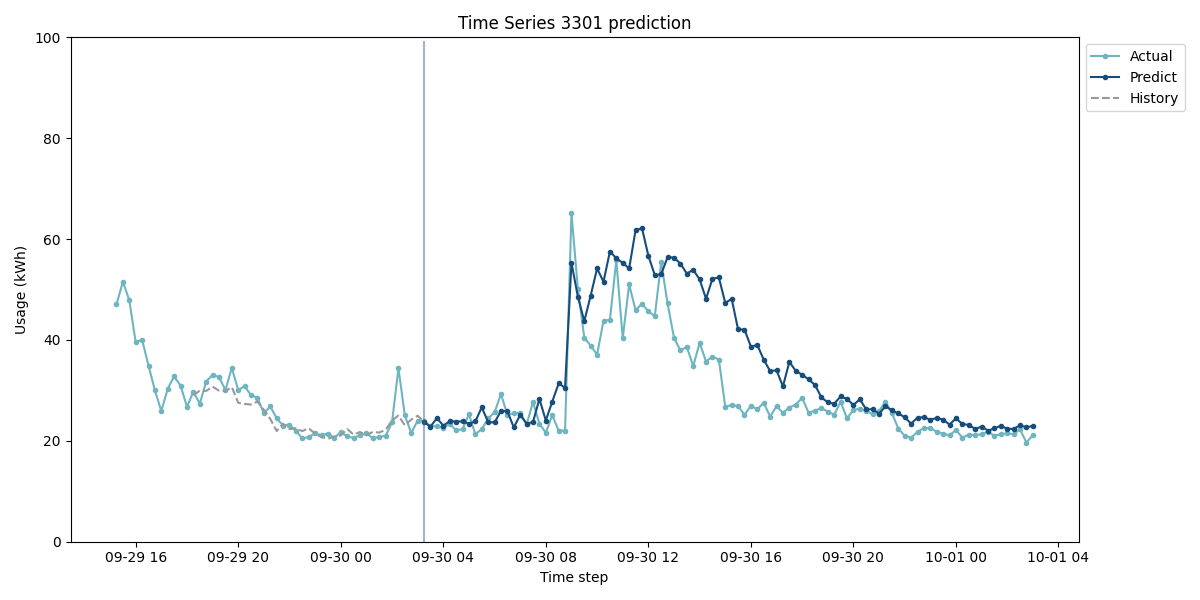 Time Series 3301 prediction
100
80
60
40
20
0
Usage (kWh)
09-29 16
09-29 20
09-30 00
09-30 04
09-30 08
09-30 12
09-30 16
09-30 20
10-01 00
10-01 04
Time step
Actual
Predict
History